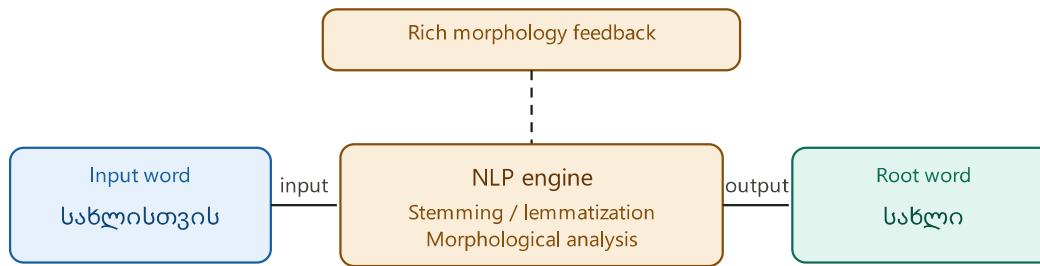 Rich morphology feedback
Input word
სახლისთვის
input
NLP engine
Stemming / lemmatization
Morphological analysis
output
Root word
სახლი